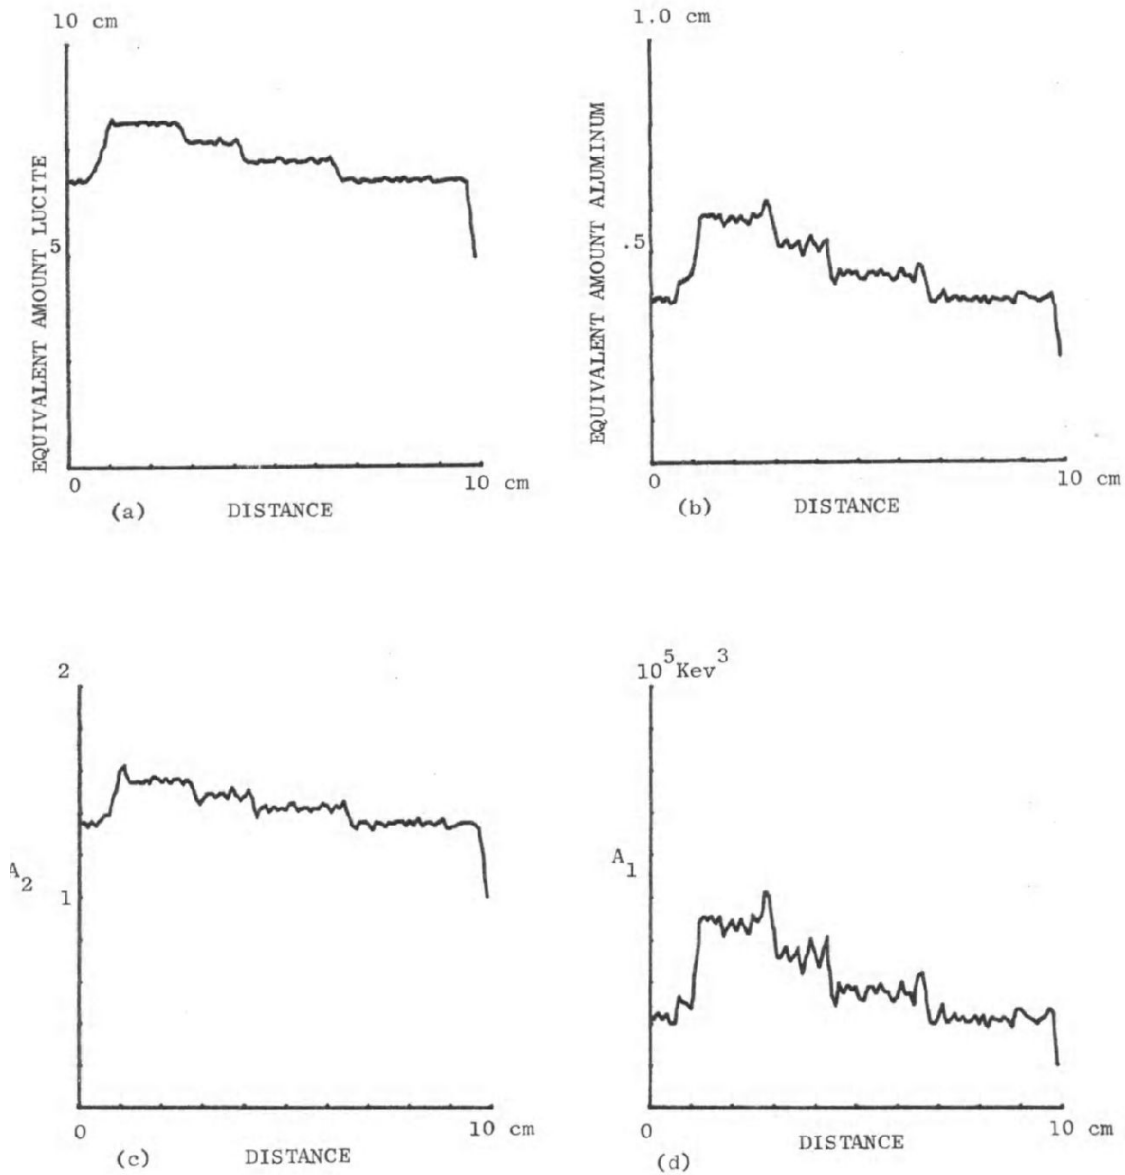 10 cm
EQUIVALENT AMOUNT LUCITE
5
0
10 cm
(a)
DISTANCE
1.0 cm
EQUIVALENT AMOUNT ALUMINUM
.5
0
10 cm
(b)
DISTANCE
2
A2
1
0
10 cm
(c)
DISTANCE
10^5 Kev^3
A1
0
10 cm
DISTANCE
(d)